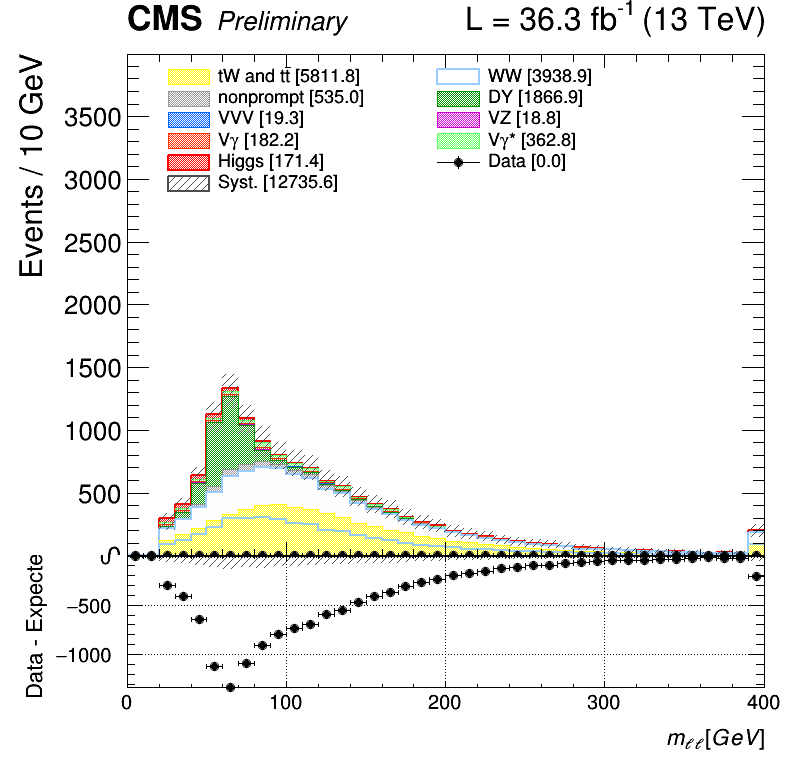 CMS Preliminary L = 36.3 fb-1 (13 TeV)
Events / 10 GeV
tW and tt̄ [5811.8]
WW [3938.9]
nonprompt [535.0]
DY [1866.9]
VVV [19.3]
VZ [18.8]
Vγ [182.2]
Vγ* [362.8]
Higgs [171.4]
Data [0.0]
Syst. [12735.6]
3500
3000
2500
2000
1500
1000
500
0
Data - Expecte
−500
−1000
0 100 200 300 400
mℓℓ[GeV]